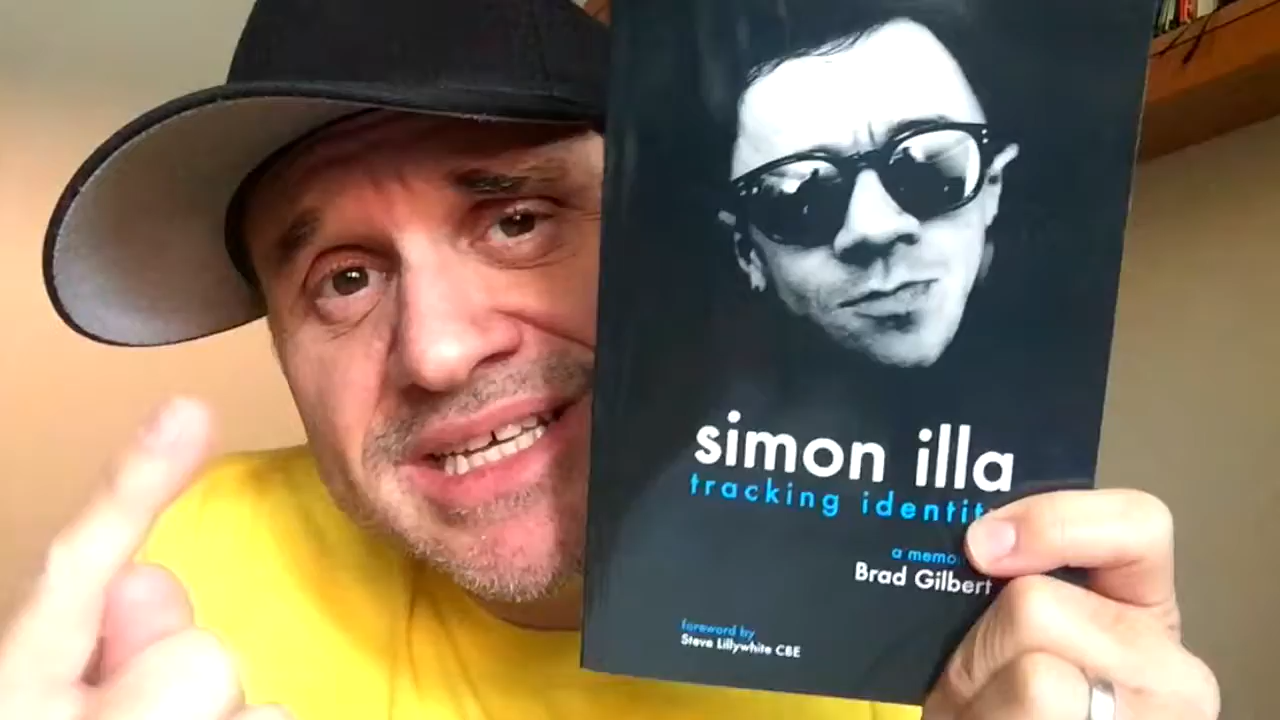 simon illa
tracking identit
a memo
Brad Gilbert
foreword by
Steve Lillywhite CBE